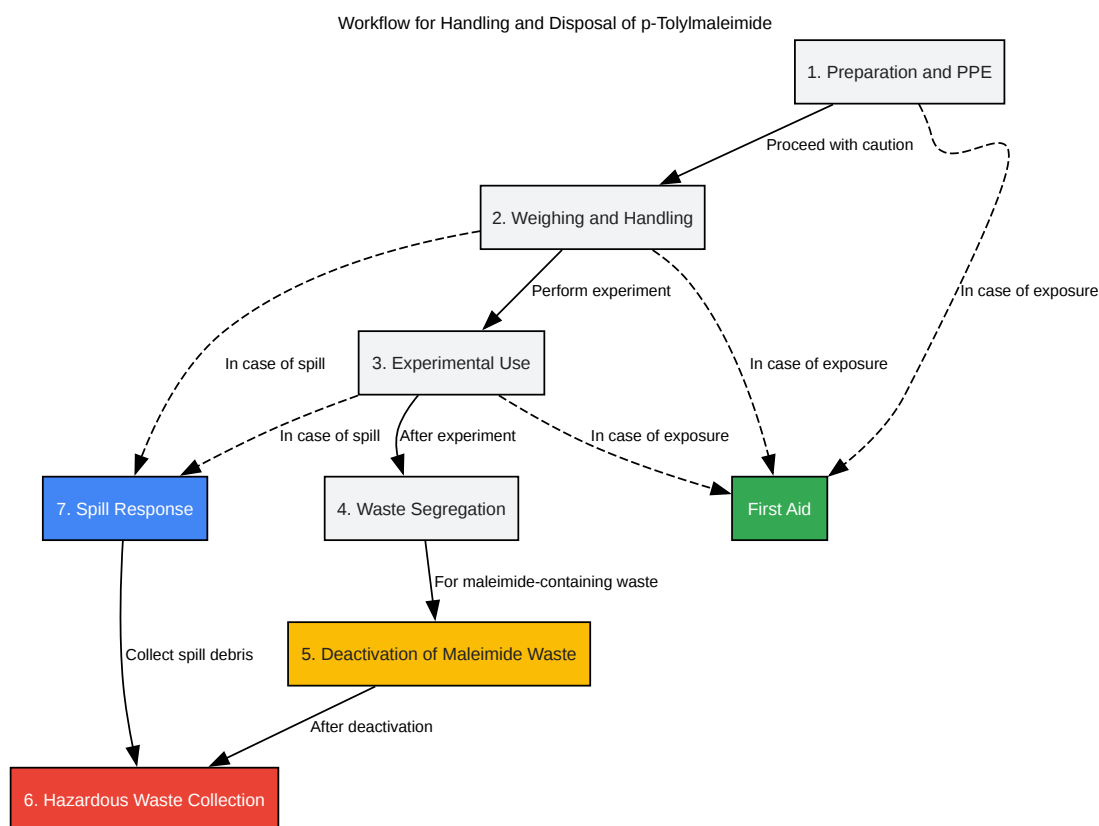 Workflow for Handling and Disposal of p-Tolylmaleimide
1. Preparation and PPE
Proceed with caution
2. Weighing and Handling
Perform experiment
In case of exposure
3. Experimental Use
In case of spill
In case of exposure
In case of spill
After experiment
In case of exposure
7. Spill Response
4. Waste Segregation
First Aid
For maleimide-containing waste
5. Deactivation of Maleimide Waste
Collect spill debris
After deactivation
6. Hazardous Waste Collection